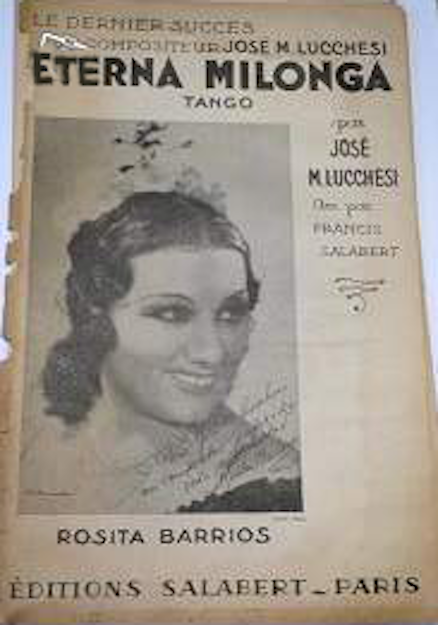 LE DERNIER SUCCES
COMPOSITEUR JOSE M. LUCCHESI
ETERNA MILONGA
TANGO
par
JOSÉ
M. LUCCHESI
Arr. par
FRANCIS
SALABERT
ROSITA BARRIOS
ÉDITIONS SALABERT - PARIS